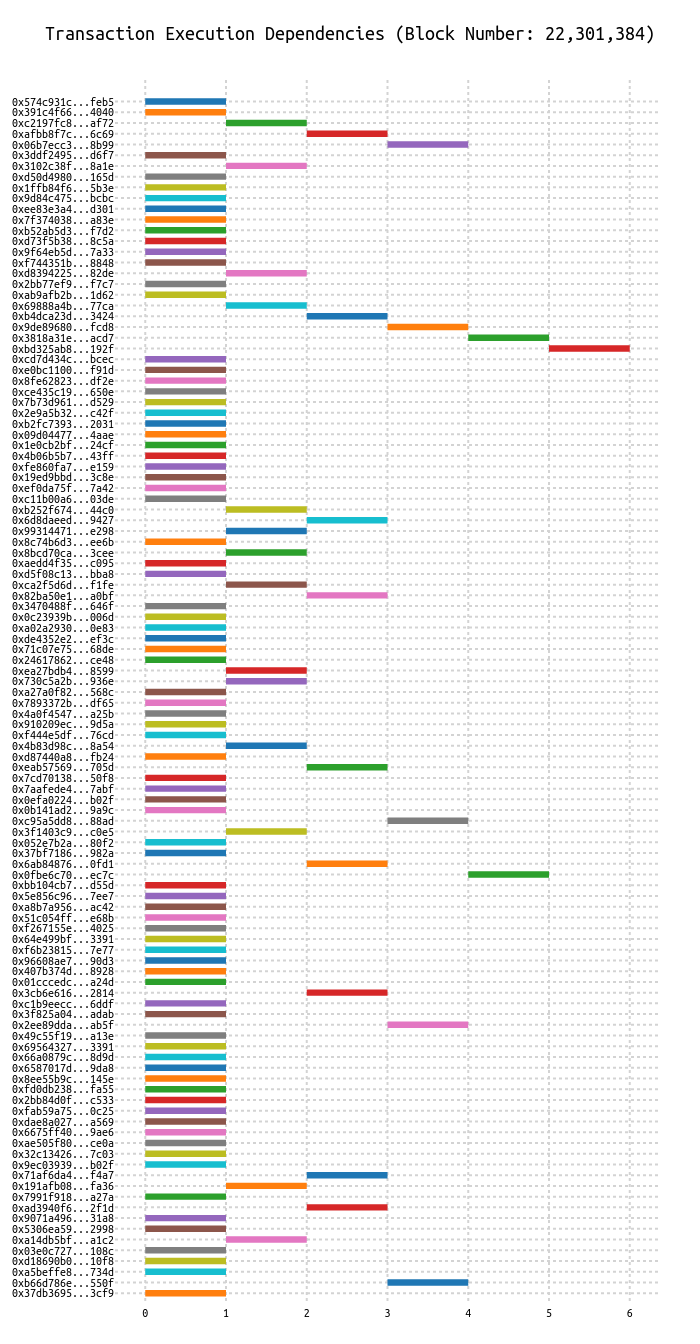 Transaction Execution Dependencies (Block Number: 22,301,384)
0x574c931c...feb5
0x391c4f66...4040
0xc2197fc8...af72
0xafbb8f7c...6c69
0x06b7ecc3...8b99
0x3ddf2495...d6f7
0x3102c38f...8a1e
0xd50d4980...165d
0x1ffb84f6...5b3e
0x9d84c475...bcbc
0xee83e3a4...d301
0x7f374038...a83e
0xb52ab5d3...f7d2
0xd73f5b38...8c5a
0x9f64eb5d...7a33
0xf744351b...8848
0xd8394225...82de
0x2bb77ef9...f7c7
0xab9afb2b...1d62
0x69888a4b...77ca
0xb4dca23d...3424
0x9de89680...fcd8
0x3818a31e...acd7
0xbd325ab8...192f
0xcd7d434c...bcec
0xe0bc1100...f91d
0x8fe62823...df2e
0xce435c19...650e
0x7b73d961...d529
0x2e9a5b32...c42f
0xb2fc7393...2031
0x09d04477...4aae
0x1e0cb2bf...24cf
0x4b06b5b7...43ff
0xfe860fa7...e159
0x19ed9bbd...3c8e
0xef0da75f...7a42
0xc11b00a6...03de
0xb252f674...44c0
0x6d8daeed...9427
0x99314471...e298
0x8c74b6d3...ee6b
0x8bcd70ca...3cee
0xaedd4f35...c095
0xd5f08c13...bba8
0xca2f5d6d...f1fe
0x82ba50e1...a0bf
0x3470488f...646f
0x0c23939b...006d
0xa02a2930...0e83
0xde4352e2...ef3c
0x71c07e75...68de
0x24617862...ce48
0xea27bdb4...8599
0x730c5a2b...936e
0xa27a0f82...568c
0x7893372b...df65
0x4a0f4547...a25b
0x910209ec...9d5a
0xf444e5df...76cd
0x4b83d98c...8a54
0xd87440a8...fb24
0xeab57569...705d
0x7cd70138...50f8
0x7aafede4...7abf
0x0efa0224...b02f
0x0b141ad2...9a9c
0xc95a5dd8...88ad
0x3f1403c9...c0e5
0x052e7b2a...80f2
0x37bf7186...982a
0x6ab84876...0fd1
0x0fbe6c70...ec7c
0xbb104cb7...d55d
0x5e856c96...7ee7
0xa8b7a956...ac42
0x51c054ff...e68b
0xf267155e...4025
0x64e499bf...3391
0xf6b23815...7e77
0x96608ae7...90d3
0x407b374d...8928
0x01cccedc...a24d
0x3cb6e616...2814
0xc1b9eecc...6ddf
0x3f825a04...adab
0x2ee89dda...ab5f
0x49c55f19...a13e
0x69564327...3391
0x66a0879c...8d9d
0x6587017d...9da8
0x8ee55b9c...145e
0xfd0db238...fa55
0x2bb84d0f...c533
0xfab59a75...0c25
0xdae8a027...a569
0x6675ff40...9ae6
0xae505f80...ce0a
0x32c13426...7c03
0x9ec03939...b02f
0x71af6da4...f4a7
0x191afb08...fa36
0x7991f918...a27a
0xad3940f6...2f1d
0x9071a496...31a8
0x5306ea59...2998
0xa14db5bf...a1c2
0x03e0c727...108c
0xd18690b0...10f8
0xa5beffe8...734d
0xb66d786e...550f
0x37db3695...3cf9
0 1 2 3 4 5 6